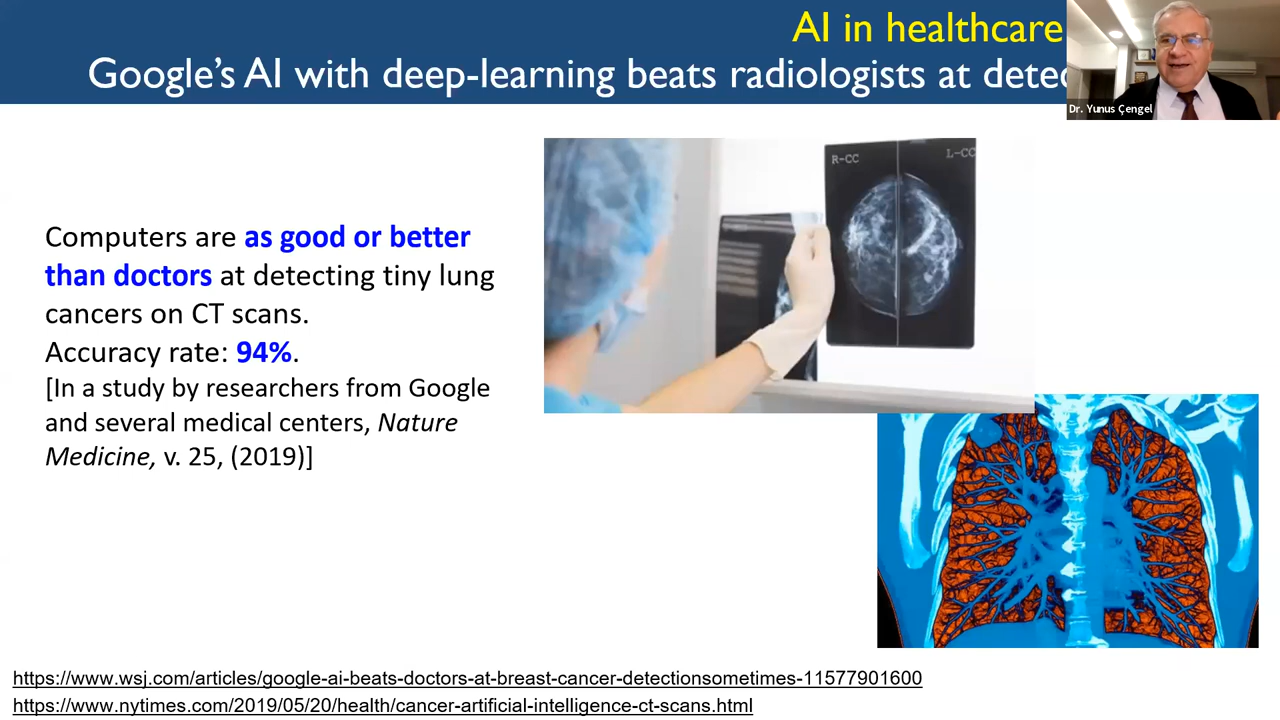 AI in healthcare
Google's AI with deep-learning beats radiologists at
Dr. Yunus Çengel
R-CC
L-CC
Computers are as good or better
than doctors at detecting tiny lung
cancers on CT scans.
Accuracy rate: 94%.
[In a study by researchers from Google
and several medical centers, Nature
Medicine, v. 25, (2019)]
https://www.wsj.com/articles/google-ai-beats-doctors-at-breast-cancer-detectionsometimes-11577901600
https://www.nytimes.com/2019/05/20/health/cancer-artificial-intelligence-ct-scans.html